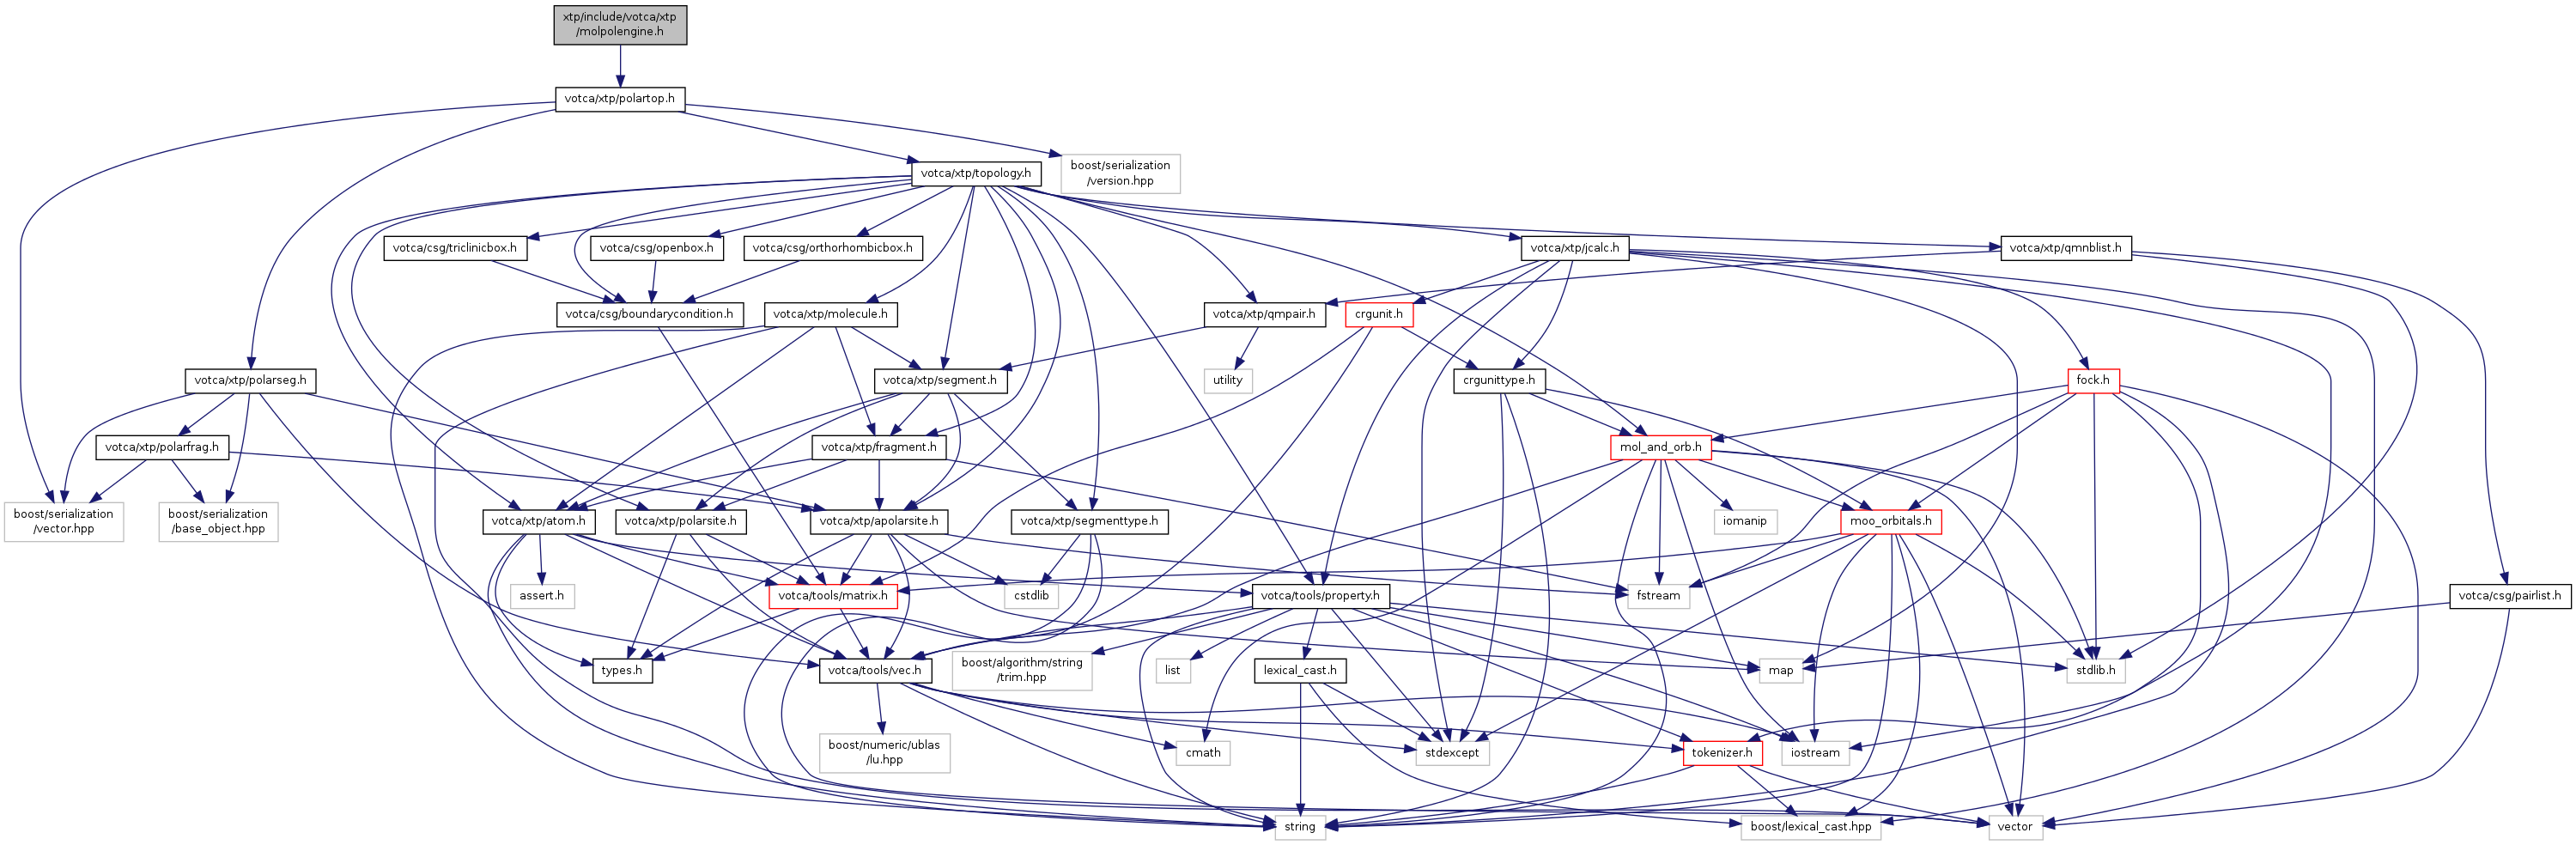 xtp/include/votca/xtp
/molpolengine.h
votca/xtp/polartop.h
boost/serialization
/version.hpp
votca/xtp/topology.h
votca/csg/triclinicbox.h
votca/csg/openbox.h
votca/csg/orthorhombicbox.h
votca/xtp/jcalc.h
votca/xtp/qmnblist.h
votca/csg/boundarycondition.h
votca/xtp/molecule.h
votca/xtp/qmpair.h
crgunit.h
votca/xtp/polarseg.h
votca/xtp/segment.h
utility
crgunittype.h
fock.h
votca/xtp/polarfrag.h
votca/xtp/fragment.h
mol_and_orb.h
boost/serialization
/vector.hpp
boost/serialization
/base_object.hpp
votca/xtp/atom.h
votca/xtp/polarsite.h
votca/xtp/apolarsite.h
votca/xtp/segmenttype.h
iomanip
moo_orbitals.h
assert.h
votca/tools/matrix.h
cstdlib
votca/tools/property.h
fstream
votca/csg/pairlist.h
types.h
votca/tools/vec.h
boost/algorithm/string
/trim.hpp
list
lexical_cast.h
map
stdlib.h
boost/numeric/ublas
/lu.hpp
cmath
stdexcept
tokenizer.h
iostream
string
boost/lexical_cast.hpp
vector